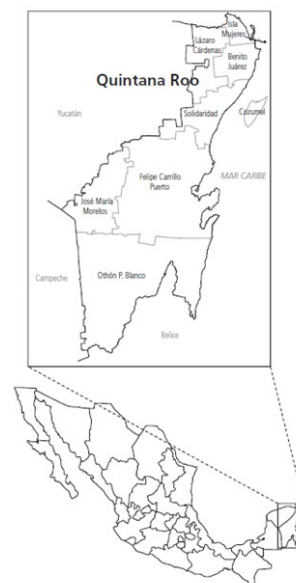 Isla
Mujeres
Lázaro
Cárdenas
Benito
Juárez
Quintana Roo
Yucatán
Solidaridad
Cozumel
MAR CARIBE
Felipe Carrillo
Puerto
José María
Morelos
Campeche
Othón P. Blanco
Belice